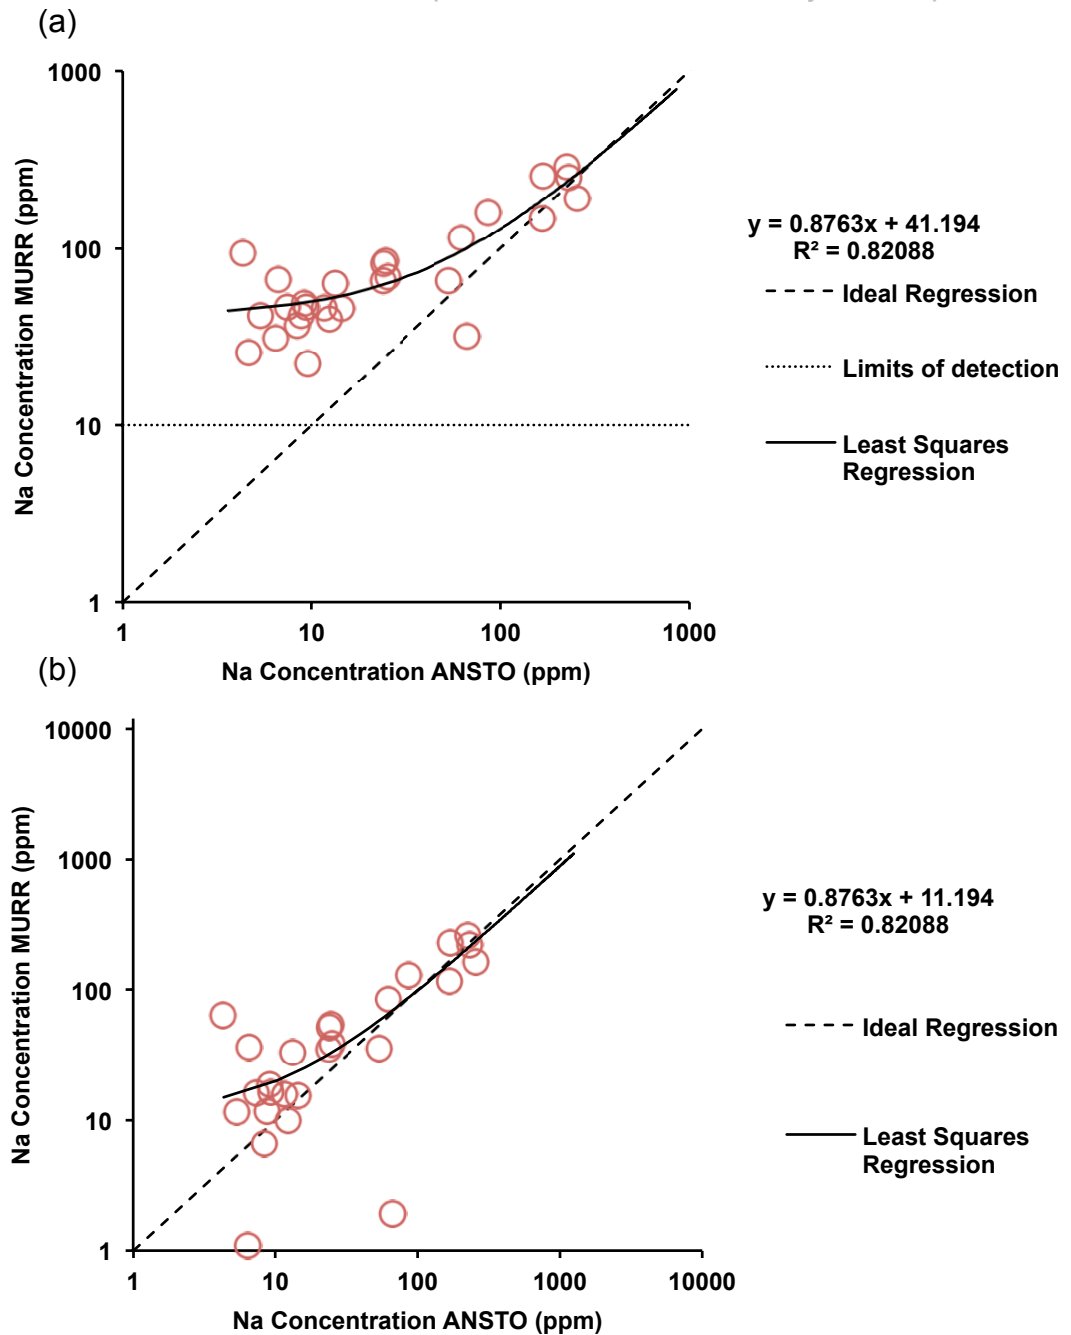 (a)
1000
100
10
1
1
10
100
1000
Na Concentration MURR (ppm)
Na Concentration ANSTO (ppm)
y = 0.8763x + 41.194
R² = 0.82088
Ideal Regression
Limits of detection
Least Squares
Regression
(b)
10000
1000
100
10
1
1
10
100
1000
10000
Na Concentration MURR (ppm)
Na Concentration ANSTO (ppm)
y = 0.8763x + 11.194
R² = 0.82088
Ideal Regression
Least Squares
Regression